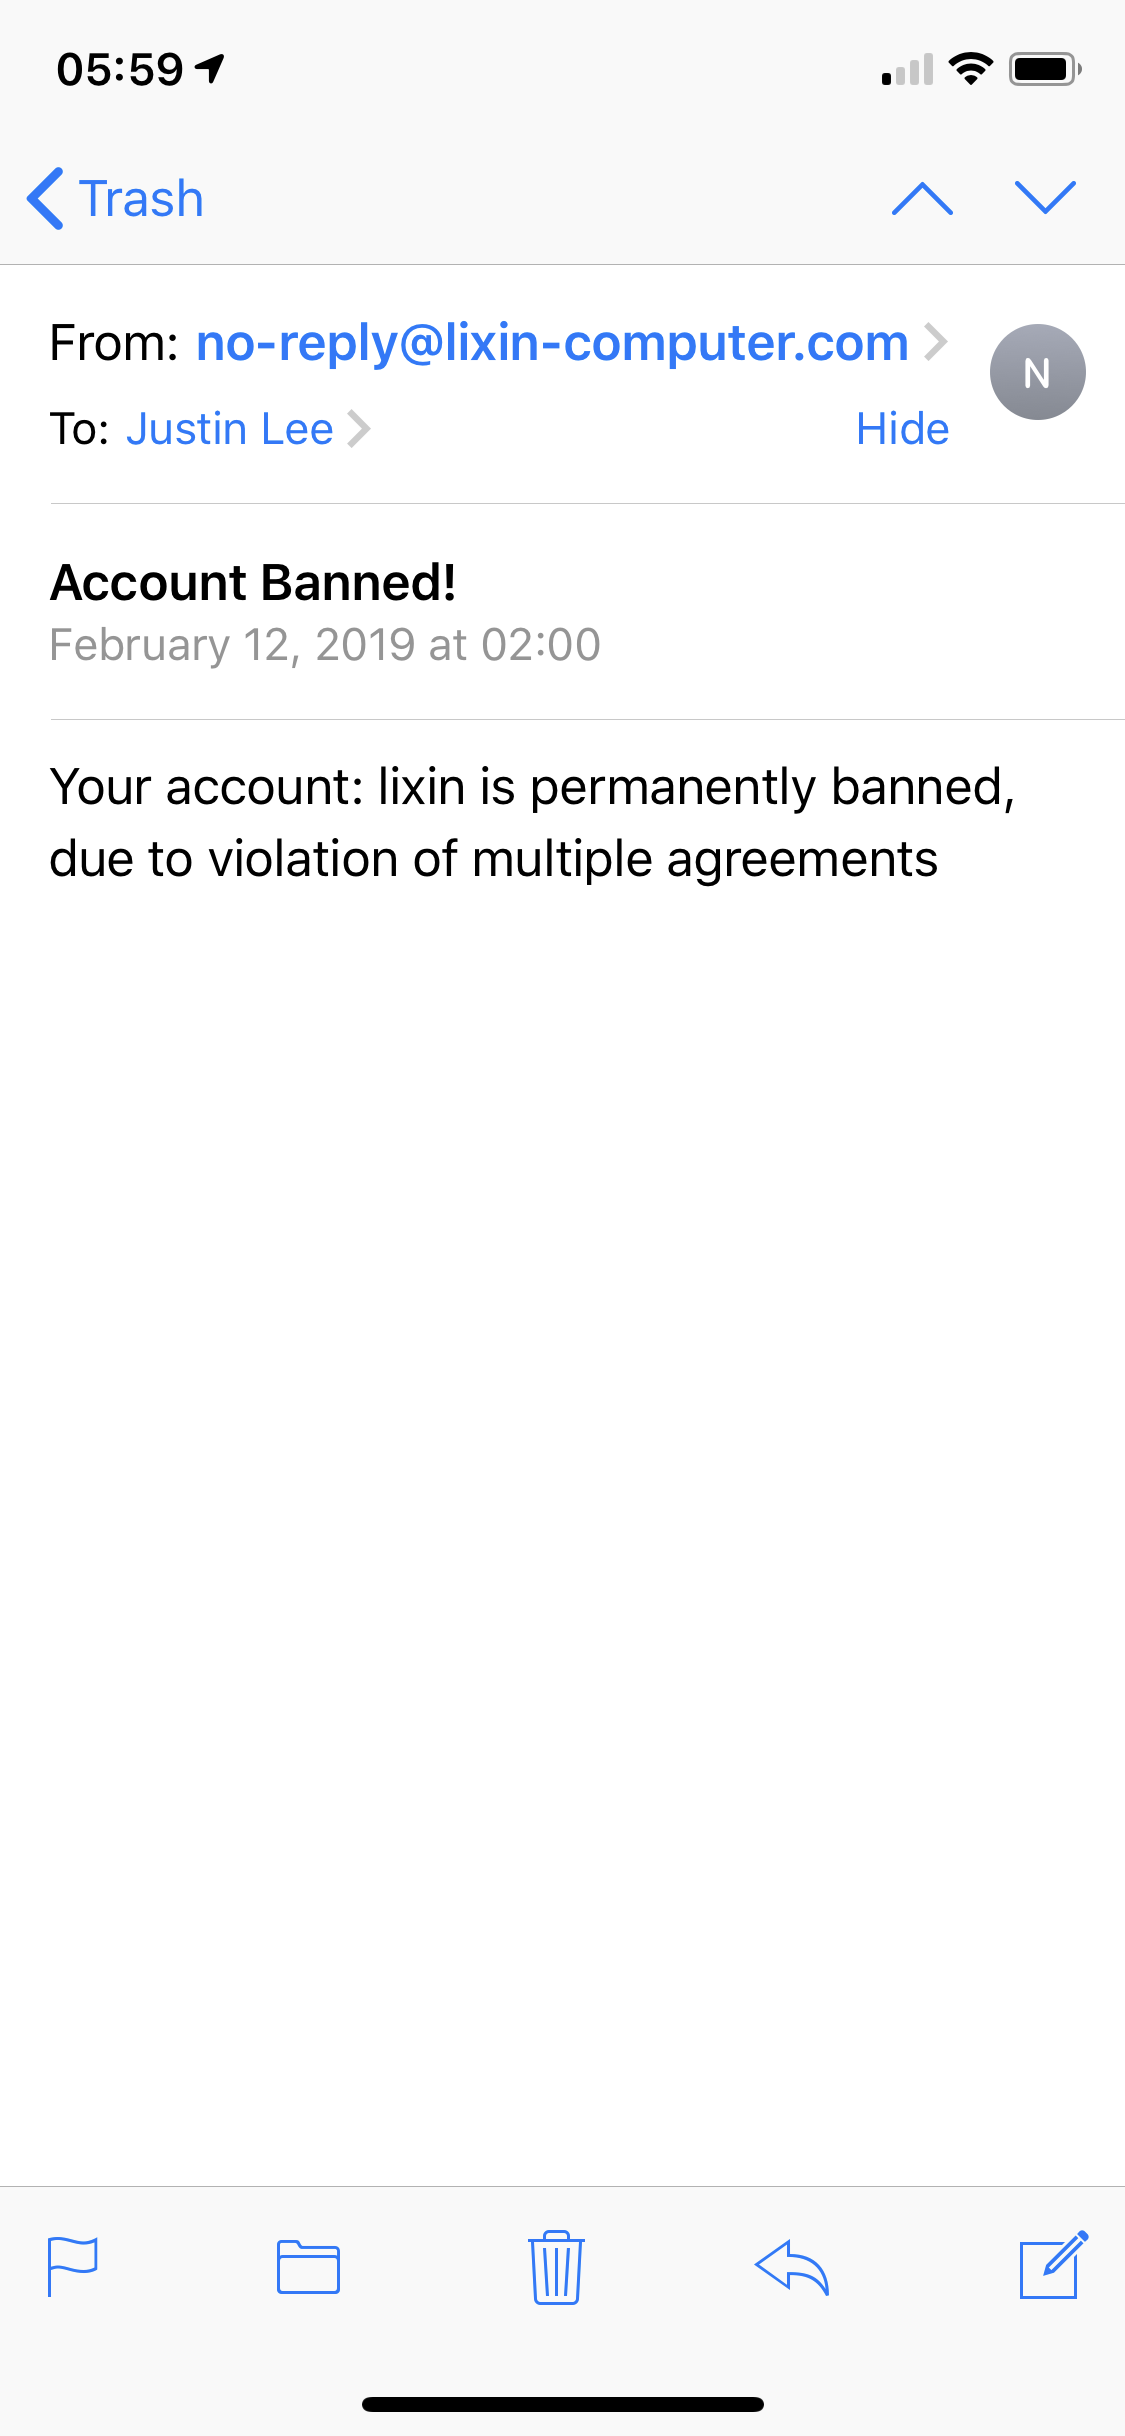 05:59
Trash
From: no-reply@lixin-computer.com
N
To: Justin Lee
Hide
Account Banned!
February 12, 2019 at 02:00
Your account: lixin is permanently banned,
due to violation of multiple agreements